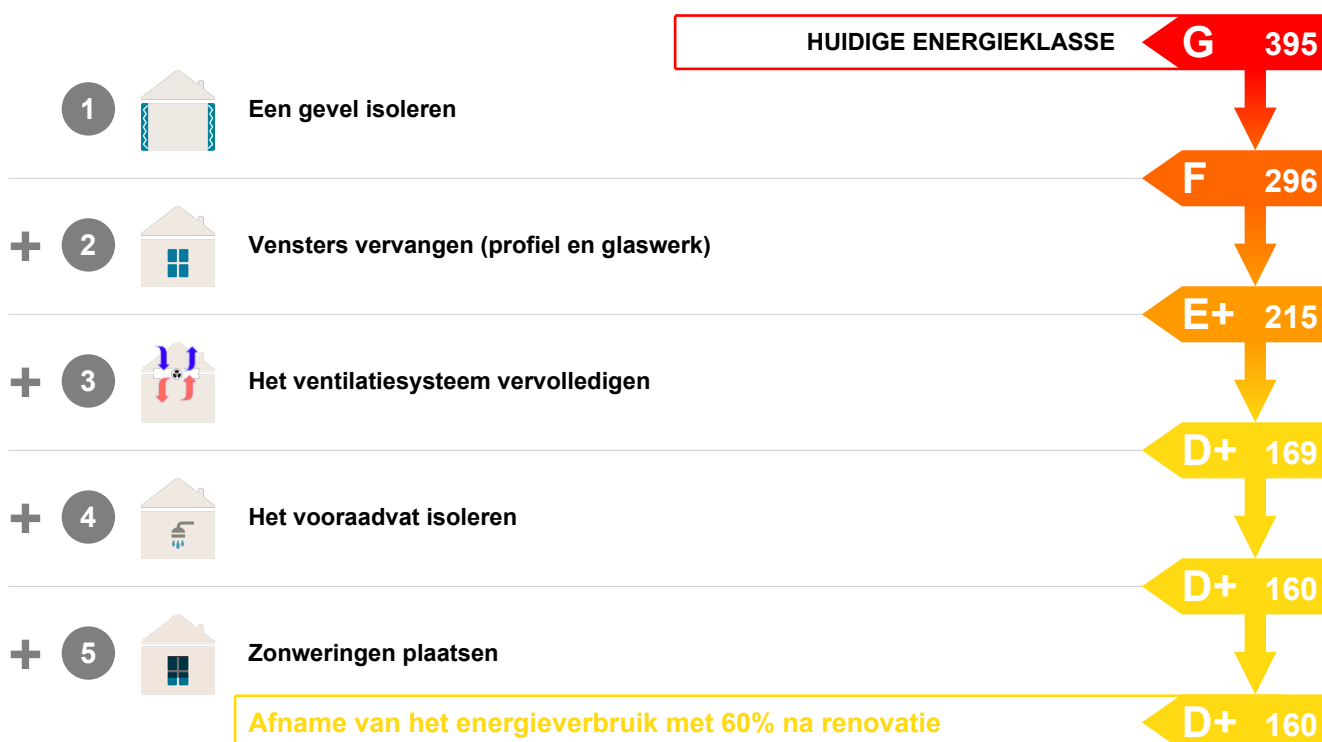 HUIDIGE ENERGIEKLASSE G 395
1 Een gevel isoleren
F 296
+ 2 Vensters vervangen (profiel en glaswerk)
E+ 215
+ 3 Het ventilatiesysteem vervolledigen
D+ 169
+ 4 Het vooraadvat isoleren
D+ 160
+ 5 Zonweringen plaatsen
Afname van het energieverbruik met 60% na renovatie D+ 160